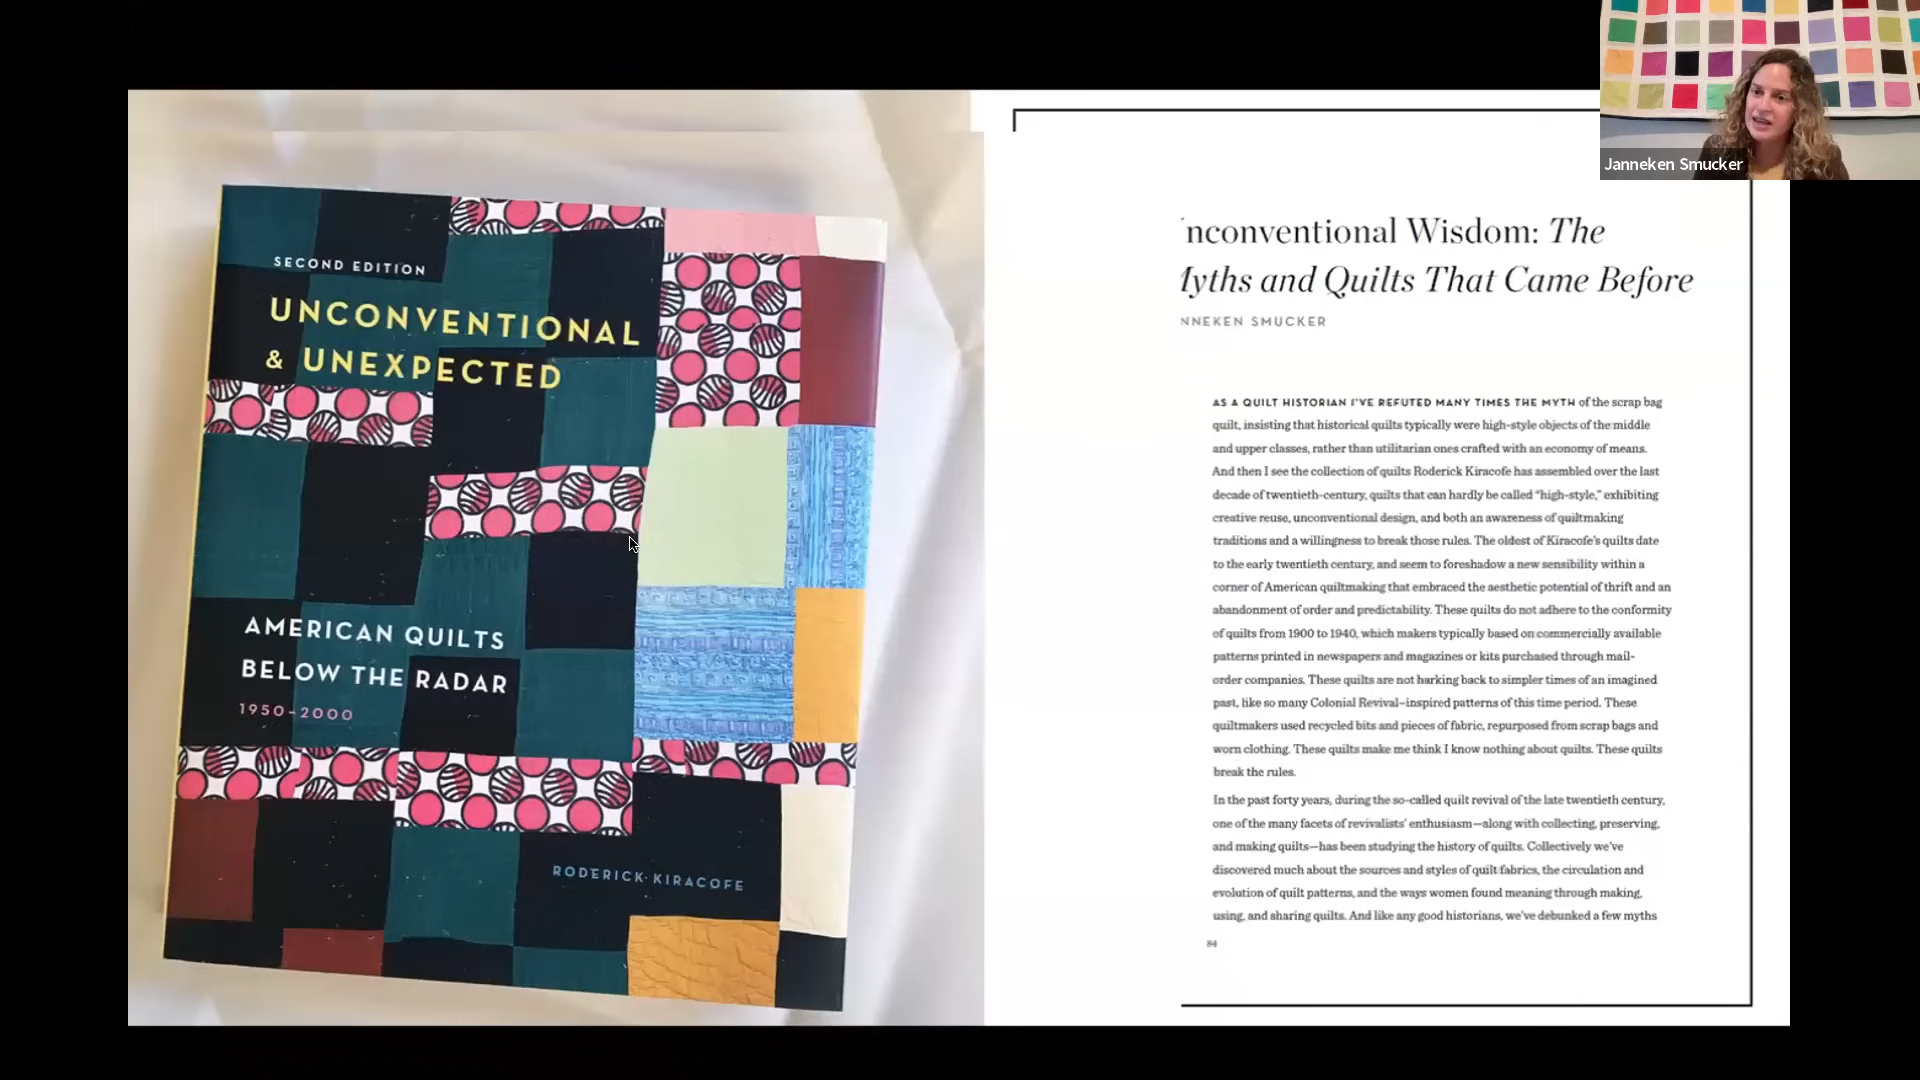 SECOND EDITION
UNCONVENTIONAL
& UNEXPECTED
AMERICAN QUILTS
BELOW THE RADAR
1950-2000
RODERICK KIRACOFE
Janneken Smucker
nconventional Wisdom: The
yths and Quilts That Came Before
NNEKEN SMUCKER
AS A QUILT HISTORIAN I'VE REFUTED MANY TIMES THE MYTH of the scrap bag
quilt, insisting that historical quilts typically were high-style objects of the middle
and upper classes, rather than utilitarian ones crafted with an economy of means.
And then I see the collection of quilts Roderick Kiracofe has assembled over the last
decade of twentieth-century, quilts that can hardly be called “high-style,” exhibiting
creative reuse, unconventional design, and both an awareness of quiltmaking
traditions and a willingness to break those rules. The oldest of Kiracofe's quilts date
to the early twentieth century, and seem to foreshadow a new sensibility within a
corner of American quiltmaking that embraced the aesthetic potential of thrift and an
abandonment of order and predictability. These quilts do not adhere to the conformity
of quilts from 1900 to 1940, which makers typically based on commercially available
patterns printed in newspapers and magazines or kits purchased through mail-
order companies. These quilts are not harking back to simpler times of an imagined
past, like so many Colonial Revival–inspired patterns of this time period. These
quiltmakers used recycled bits and pieces of fabric, repurposed from scrap bags and
worn clothing. These quilts make me think I know nothing about quilts. These quilts
break the rules.
In the past forty years, during the so-called quilt revival of the late twentieth century,
one of the many facets of revivalists' enthusiasm—along with collecting, preserving,
and making quilts—has been studying the history of quilts. Collectively we've
discovered much about the sources and styles of quilt fabrics, the circulation and
evolution of quilt patterns, and the ways women found meaning through making,
using, and sharing quilts. And like any good historians, we've debunked a few myths
84